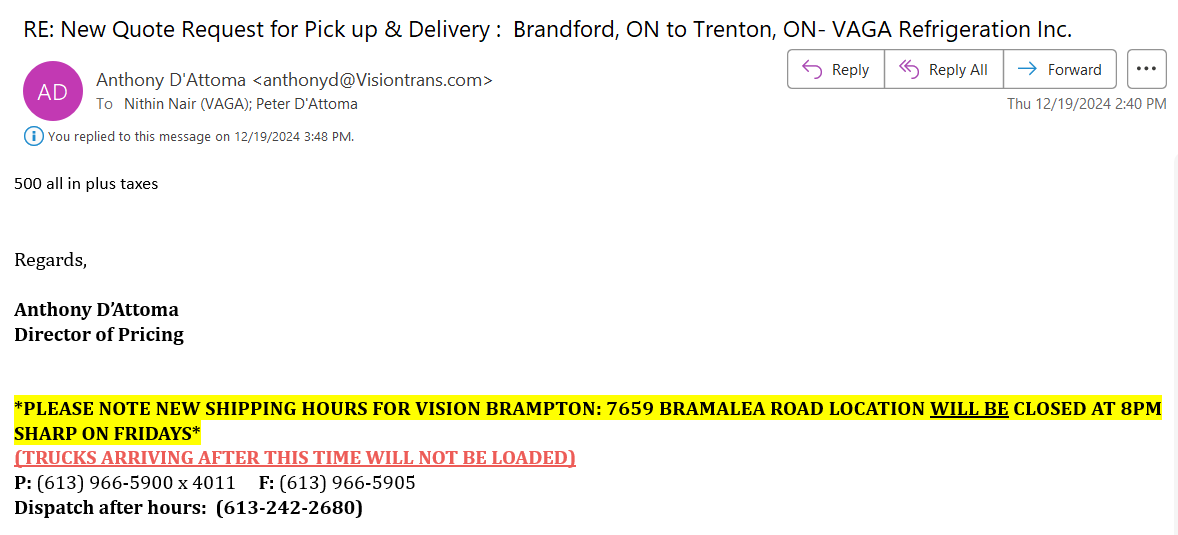 RE: New Quote Request for Pick up & Delivery :  Brandford, ON to Trenton, ON- VAGA Refrigeration Inc.
AD
Anthony D'Attoma <anthonyd@Visiontrans.com>
To Nithin Nair (VAGA); Peter D'Attoma
Reply
Reply All
Forward
Thu 12/19/2024 2:40 PM
You replied to this message on 12/19/2024 3:48 PM.
500 all in plus taxes
Regards,
Anthony D’Attoma
Director of Pricing
*PLEASE NOTE NEW SHIPPING HOURS FOR VISION BRAMPTON: 7659 BRAMALEA ROAD LOCATION WILL BE CLOSED AT 8PM
SHARP ON FRIDAYS*
(TRUCKS ARRIVING AFTER THIS TIME WILL NOT BE LOADED)
P: (613) 966-5900 x 4011 F: (613) 966-5905
Dispatch after hours: (613-242-2680)